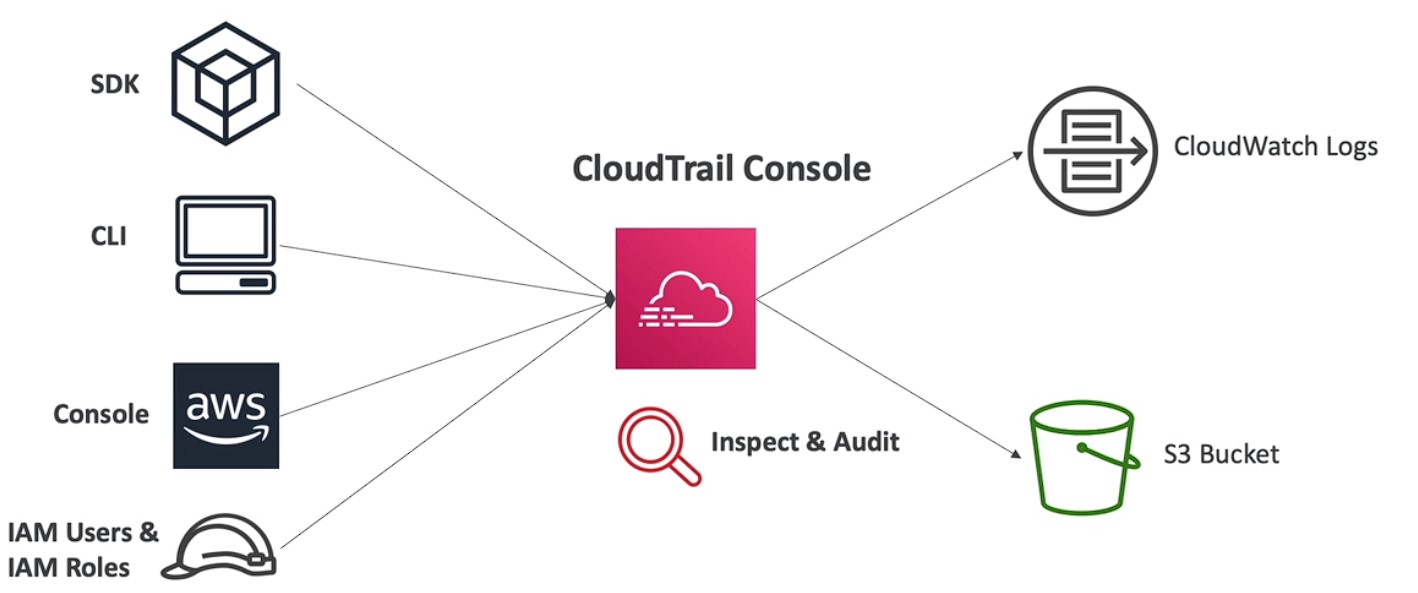 SDK
CLI
Console
aws
IAM Users &
IAM Roles
CloudTrail Console
Inspect & Audit
CloudWatch Logs
S3 Bucket